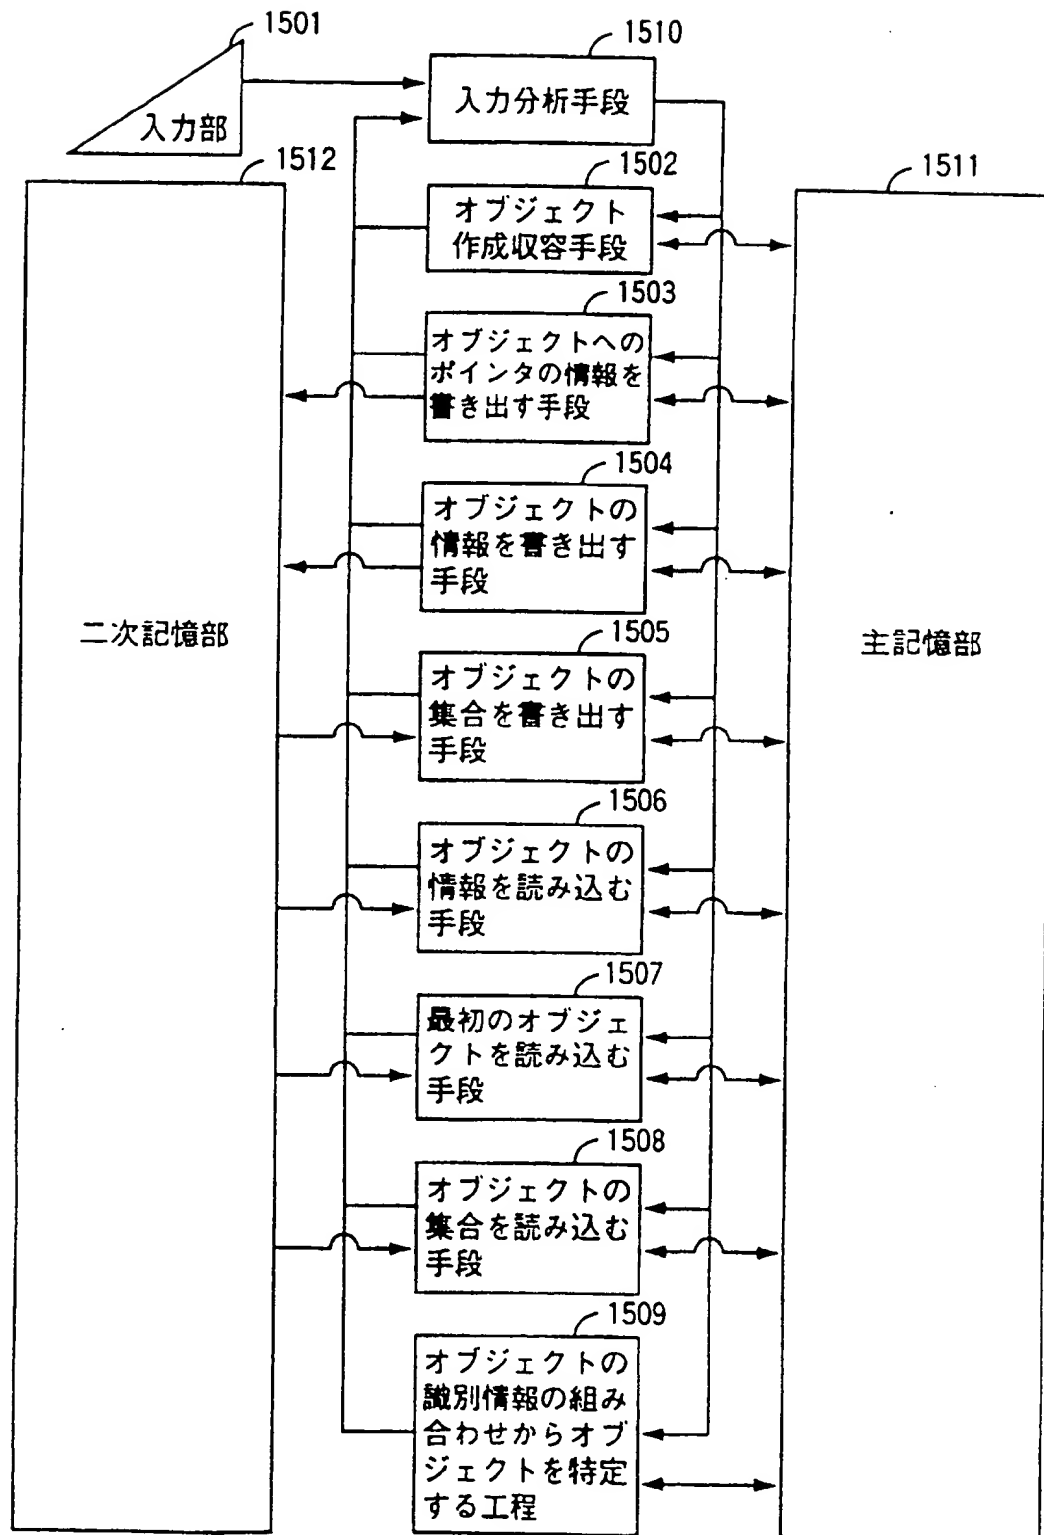 1501
入力部
1510
入力分析手段
1512
二次記憶部
1511
主記憶部
1502
オブジェクト
作成収容手段
1503
オブジェクトへの
ポインタの情報を
書き出す手段
1504
オブジェクトの
情報を書き出す
手段
1505
オブジェクトの
集合を書き出す
手段
1506
オブジェクトの
情報を読み込む
手段
1507
最初のオブジェ
クトを読み込む
手段
1508
オブジェクトの
集合を読み込む
手段
1509
オブジェクトの
識別情報の組み
合わせからオブ
ジェクトを特定
する工程